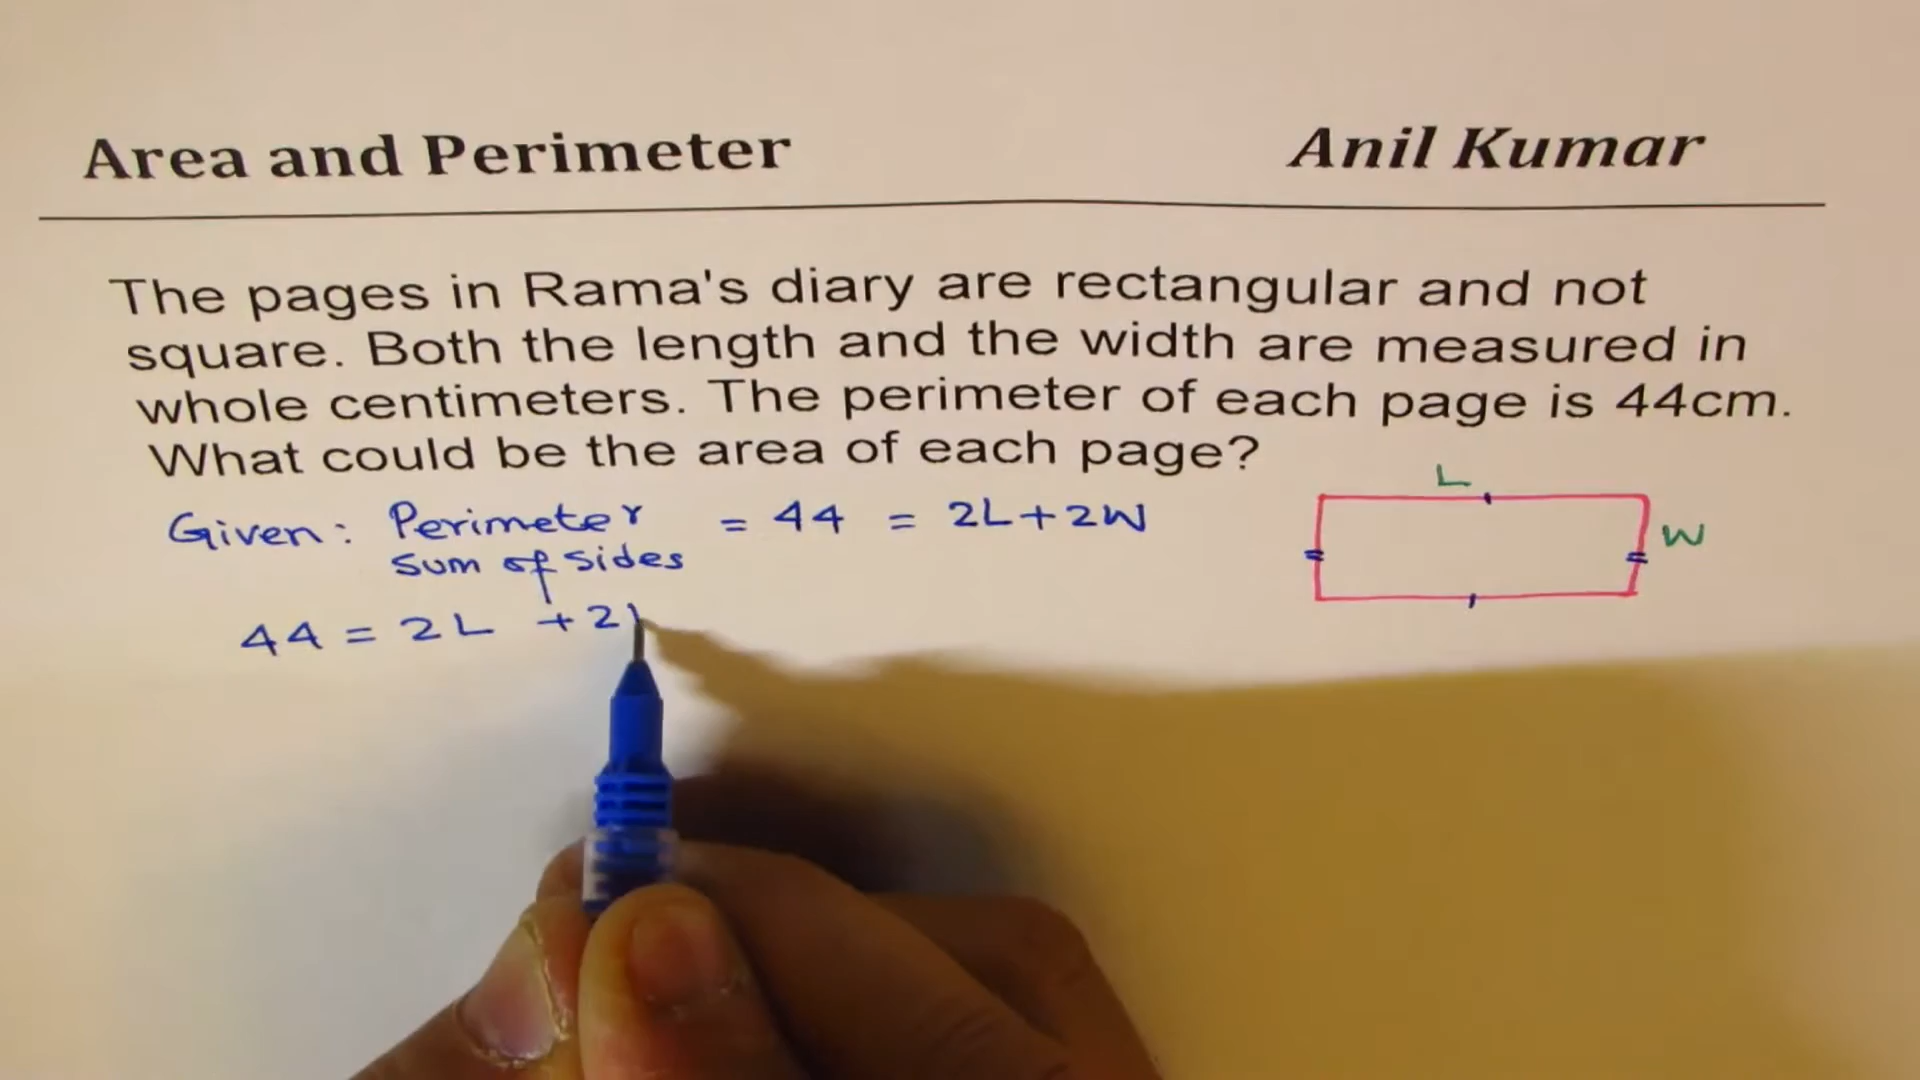 Area and Perimeter Anil Kumar
The pages in Rama's diary are rectangular and not
square. Both the length and the width are measured in
whole centimeters. The perimeter of each page is 44cm.
What could be the area of each page?
L
Given: Perimeter = 44 = 2L+2W
W
Sum of sides
44 = 2L + 2